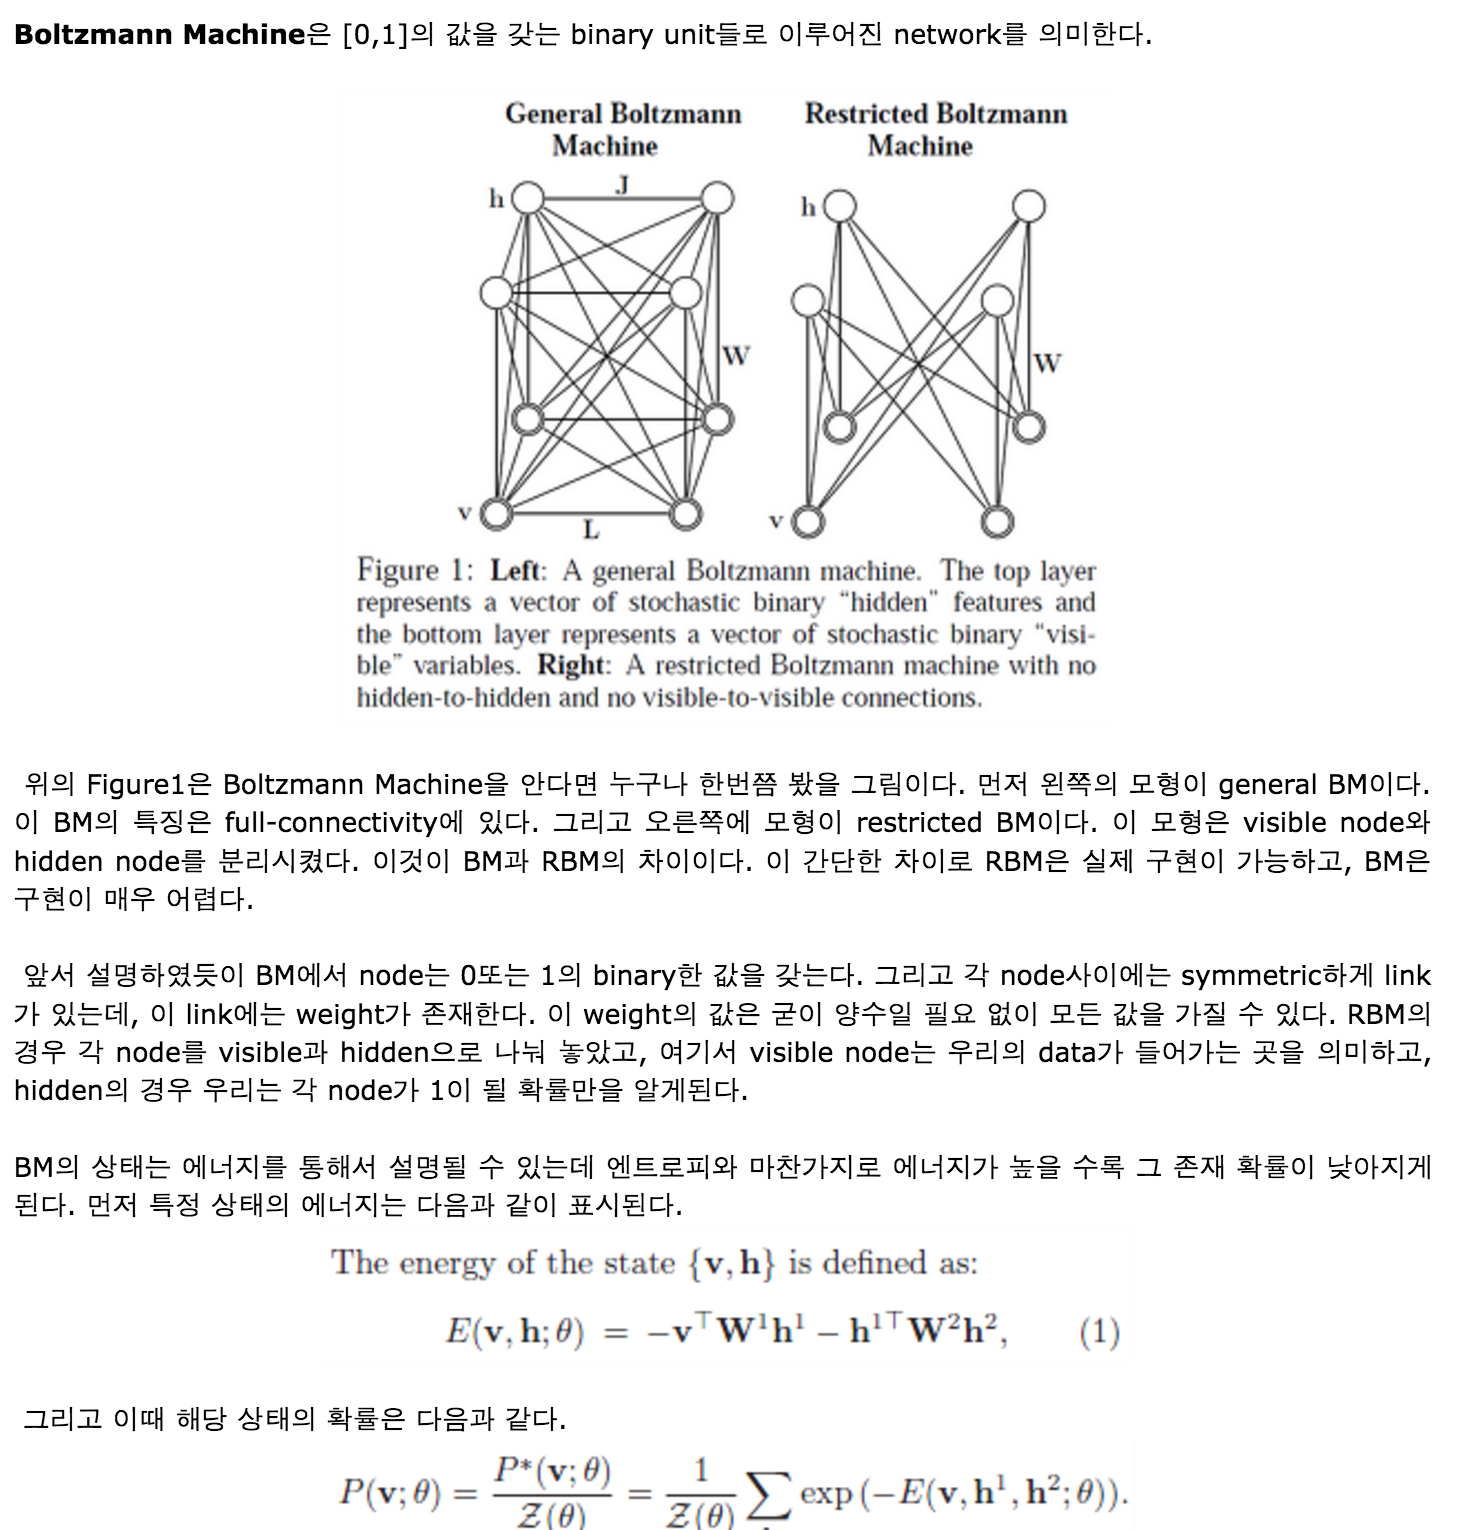 Boltzmann Machine은 [0,1]의 값을 갖는 binary unit들로 이루어진 network를 의미한다.
General Boltzmann Machine
Restricted Boltzmann Machine
h
J
W
v
L
h
W
v
Figure 1: Left: A general Boltzmann machine. The top layer
represents a vector of stochastic binary “hidden” features and
the bottom layer represents a vector of stochastic binary “visi-
ble” variables. Right: A restricted Boltzmann machine with no
hidden-to-hidden and no visible-to-visible connections.
위의 Figure1은 Boltzmann Machine을 안다면 누구나 한번쯤 봤을 그림이다. 먼저 왼쪽의 모형이 general BM이다.
이 BM의 특징은 full-connectivity에 있다. 그리고 오른쪽에 모형이 restricted BM이다. 이 모형은 visible node와
hidden node를 분리시켰다. 이것이 BM과 RBM의 차이이다. 이 간단한 차이로 RBM은 실제 구현이 가능하고, BM은
구현이 매우 어렵다.
앞서 설명하였듯이 BM에서 node는 0또는 1의 binary한 값을 갖는다. 그리고 각 node사이에는 symmetric하게 link
가 있는데, 이 link에는 weight가 존재한다. 이 weight의 값은 굳이 양수일 필요 없이 모든 값을 가질 수 있다. RBM의
경우 각 node를 visible과 hidden으로 나눠 놓았고, 여기서 visible node는 우리의 data가 들어가는 곳을 의미하고,
hidden의 경우 우리는 각 node가 1이 될 확률만을 알게된다.
BM의 상태는 에너지를 통해서 설명될 수 있는데 엔트로피와 마찬가지로 에너지가 높을 수록 그 존재 확률이 낮아지게
된다. 먼저 특정 상태의 에너지는 다음과 같이 표시된다.
The energy of the state {v, h} is defined as:
E(v, h; θ) = −v⊤W¹h¹ − h¹⊤W²h², (1)
그리고 이때 해당 상태의 확률은 다음과 같다.
P(v; θ) = P*(v; θ) / Z(θ) = 1 / Z(θ) ∑ exp (−E(v, h¹, h²; θ)).